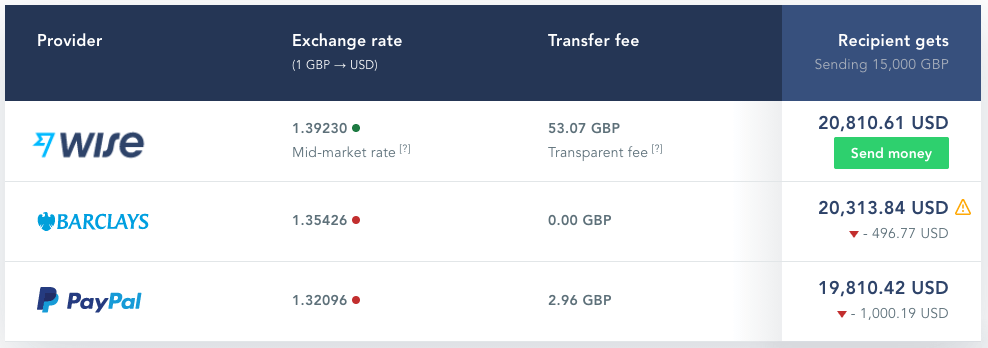 Provider
Exchange rate
(1 GBP → USD)
Transfer fee
Recipient gets
Sending 15,000 GBP
WISE
1.39230
Mid-market rate [?]
53.07 GBP
Transparent fee [?]
20,810.61 USD
Send money
BARCLAYS
1.35426
0.00 GBP
20,313.84 USD
- 496.77 USD
PayPal
1.32096
2.96 GBP
19,810.42 USD
- 1,000.19 USD